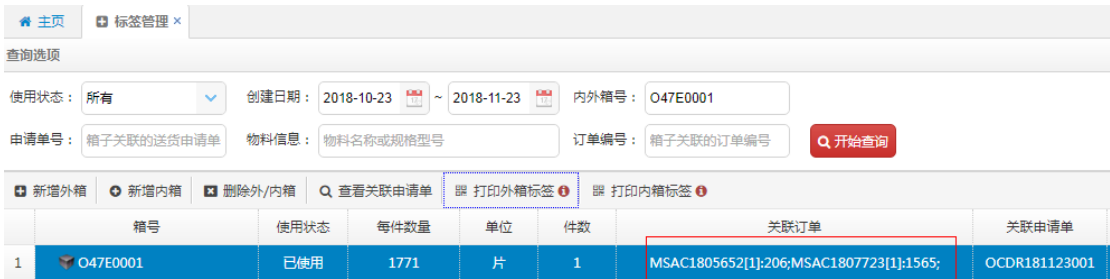 主页 标签管理 ×
查询选项
使用状态： 所有 创建日期： 2018-10-23 ~ 2018-11-23 内外箱号： O47E0001
申请单号： 箱子关联的送货申请单 物料信息： 物料名称或规格型号 订单编号： 箱子关联的订单编号 开始查询
新增外箱 新增内箱 删除外/内箱 查看关联申请单 打印外箱标签 打印内箱标签
箱号 使用状态 每件数量 单位 件数 关联订单 关联申请单
1 O47E0001 已使用 1771 片 1 MSAC1805652[1]:206;MSAC1807723[1]:1565; OCDR181123001